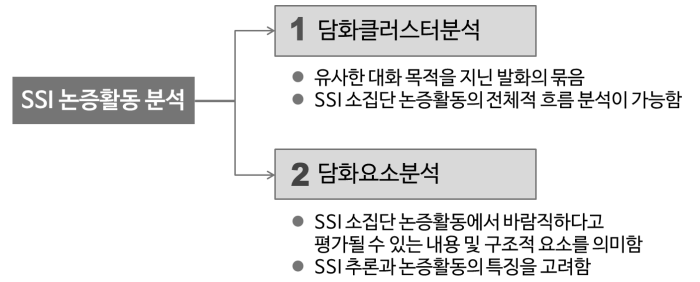 1 담화클러스터분석
● 유사한 대화 목적을 지닌 발화의 묶음
● SSI 소집단 논증활동의 전체적 흐름 분석이 가능함
SSI 논증활동 분석
2 담화요소분석
● SSI 소집단 논증활동에서 바람직하다고
평가될 수 있는 내용 및 구조적 요소를 의미함
● SSI 추론과 논증활동의 특징을 고려함